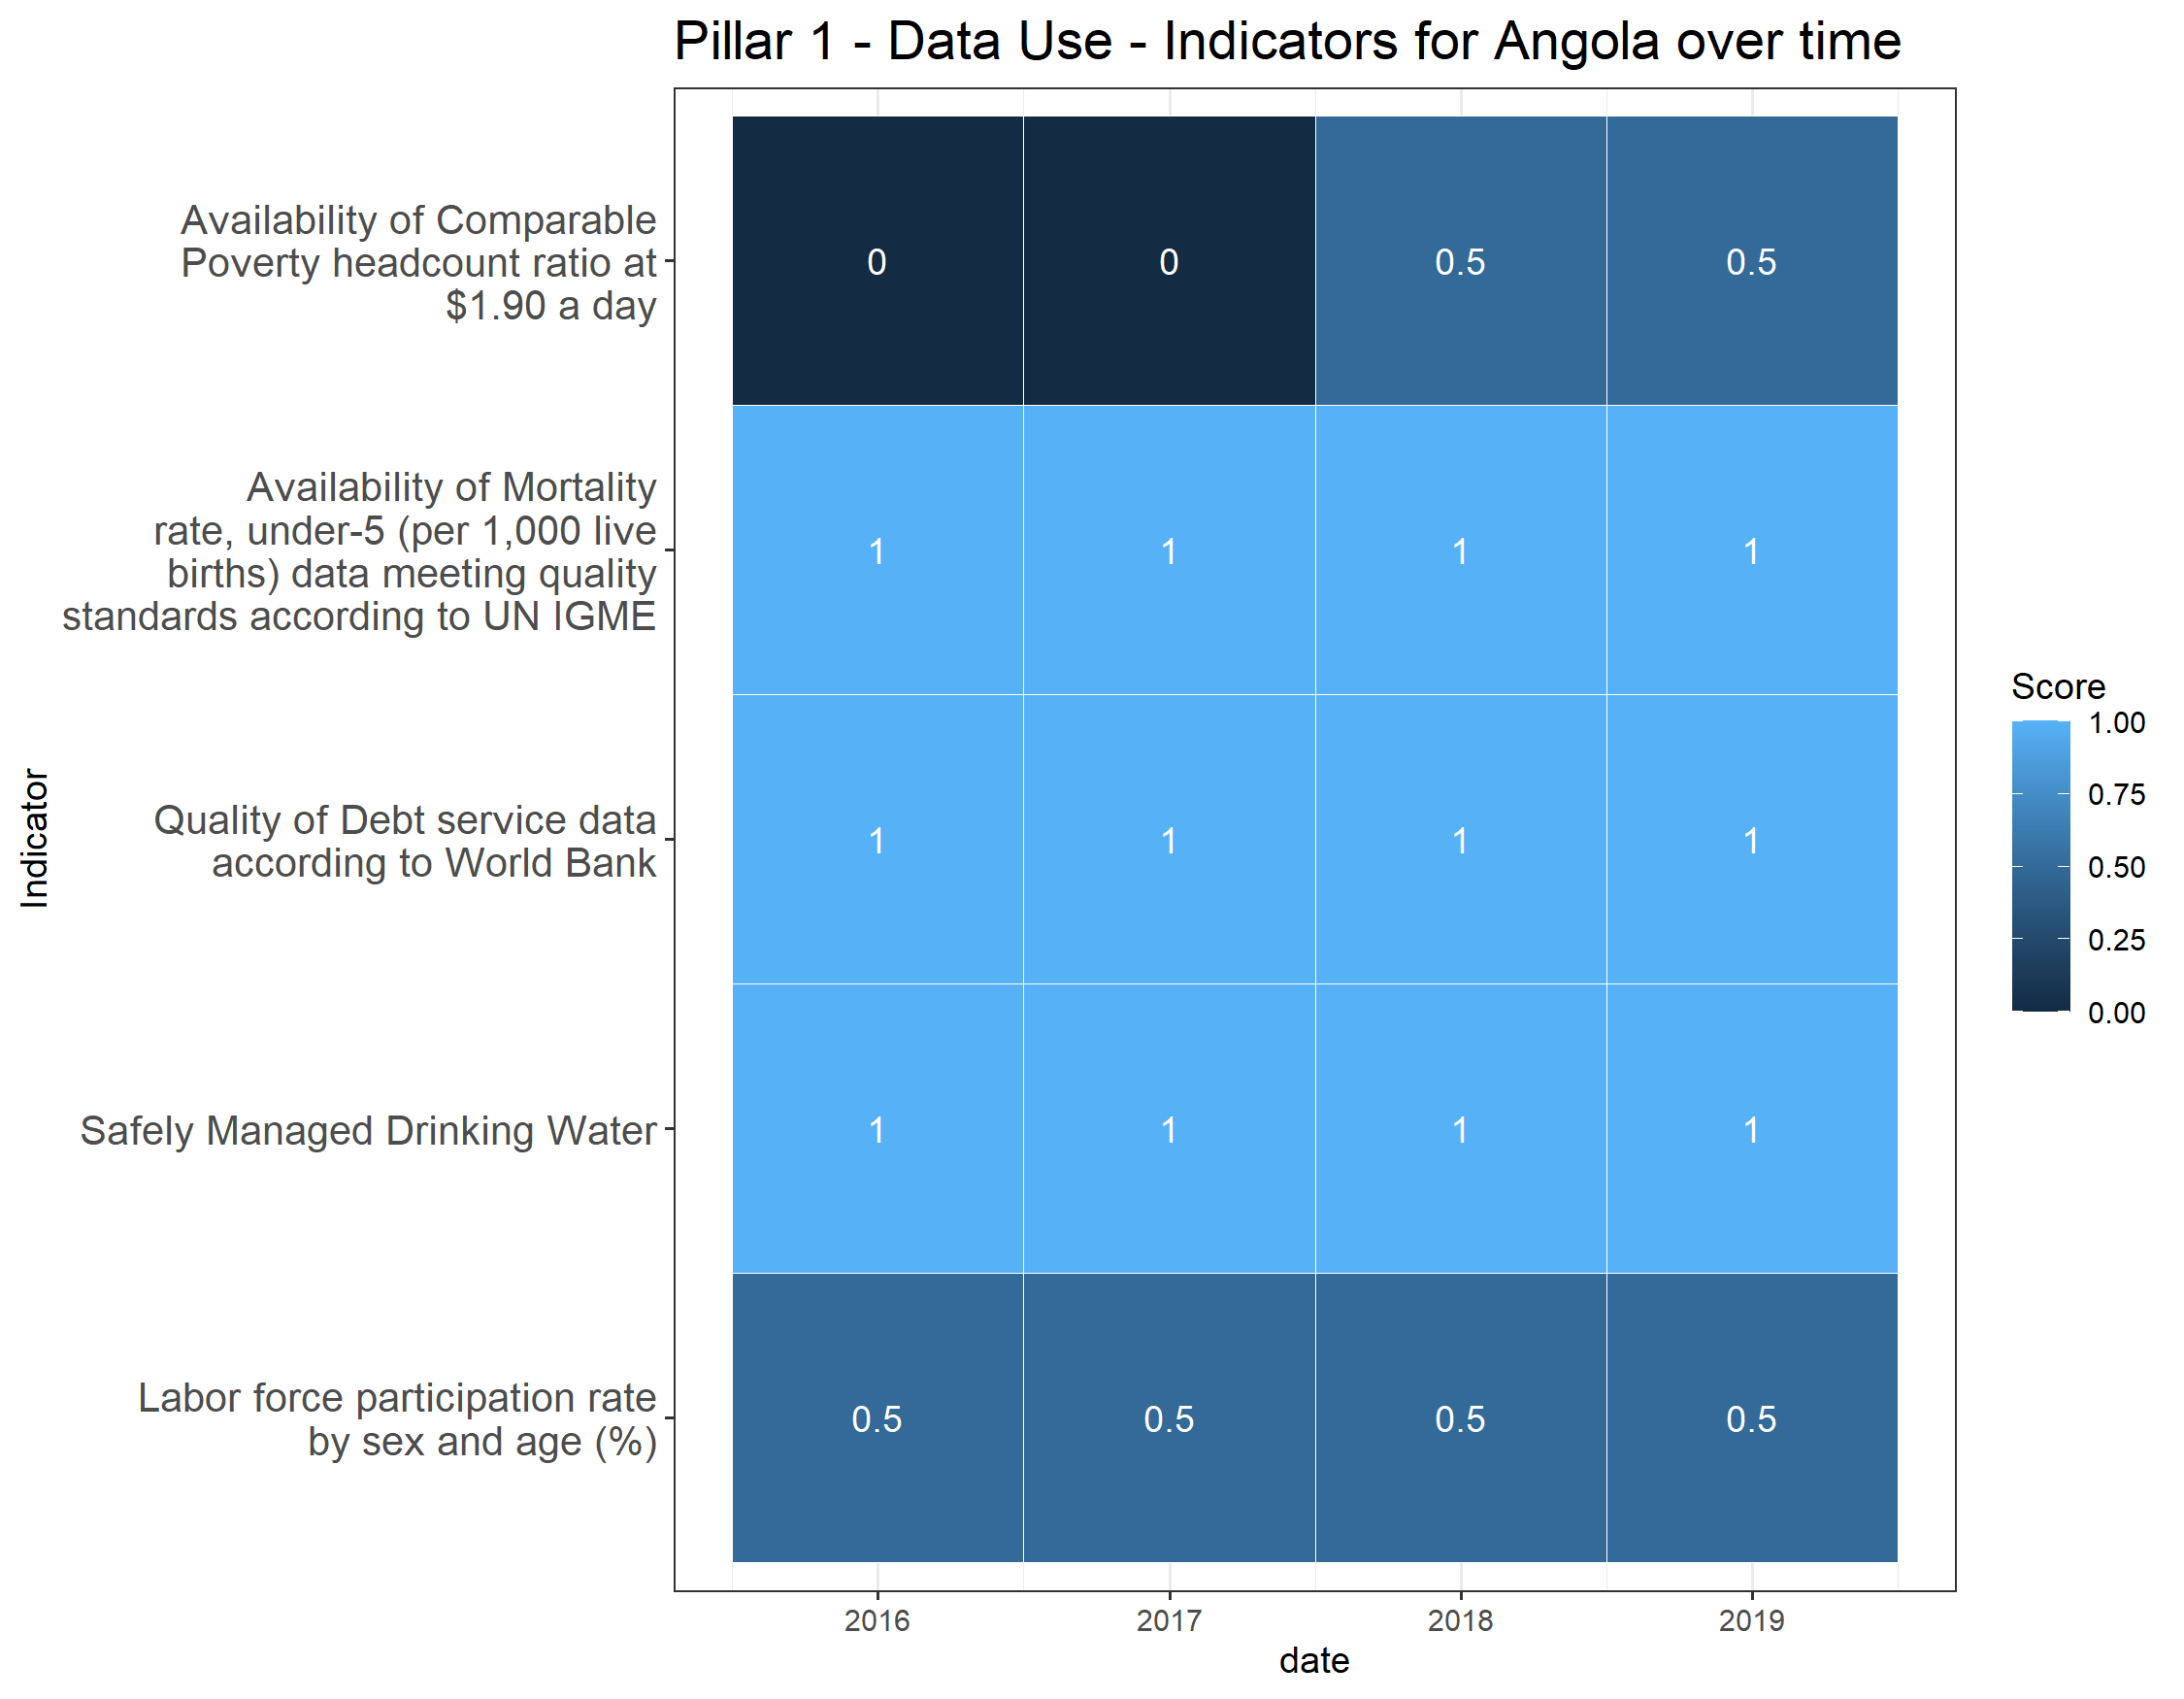 Pillar 1 - Data Use - Indicators for Angola over time
Indicator
Availability of Comparable
Poverty headcount ratio at
$1.90 a day
0 0 0.5 0.5
Availability of Mortality
rate, under-5 (per 1,000 live
births) data meeting quality
standards according to UN IGME
1 1 1 1
Quality of Debt service data
according to World Bank
1 1 1 1
Safely Managed Drinking Water
1 1 1 1
Labor force participation rate
by sex and age (%)
0.5 0.5 0.5 0.5
2016 2017 2018 2019
date
Score
1.00
0.75
0.50
0.25
0.00